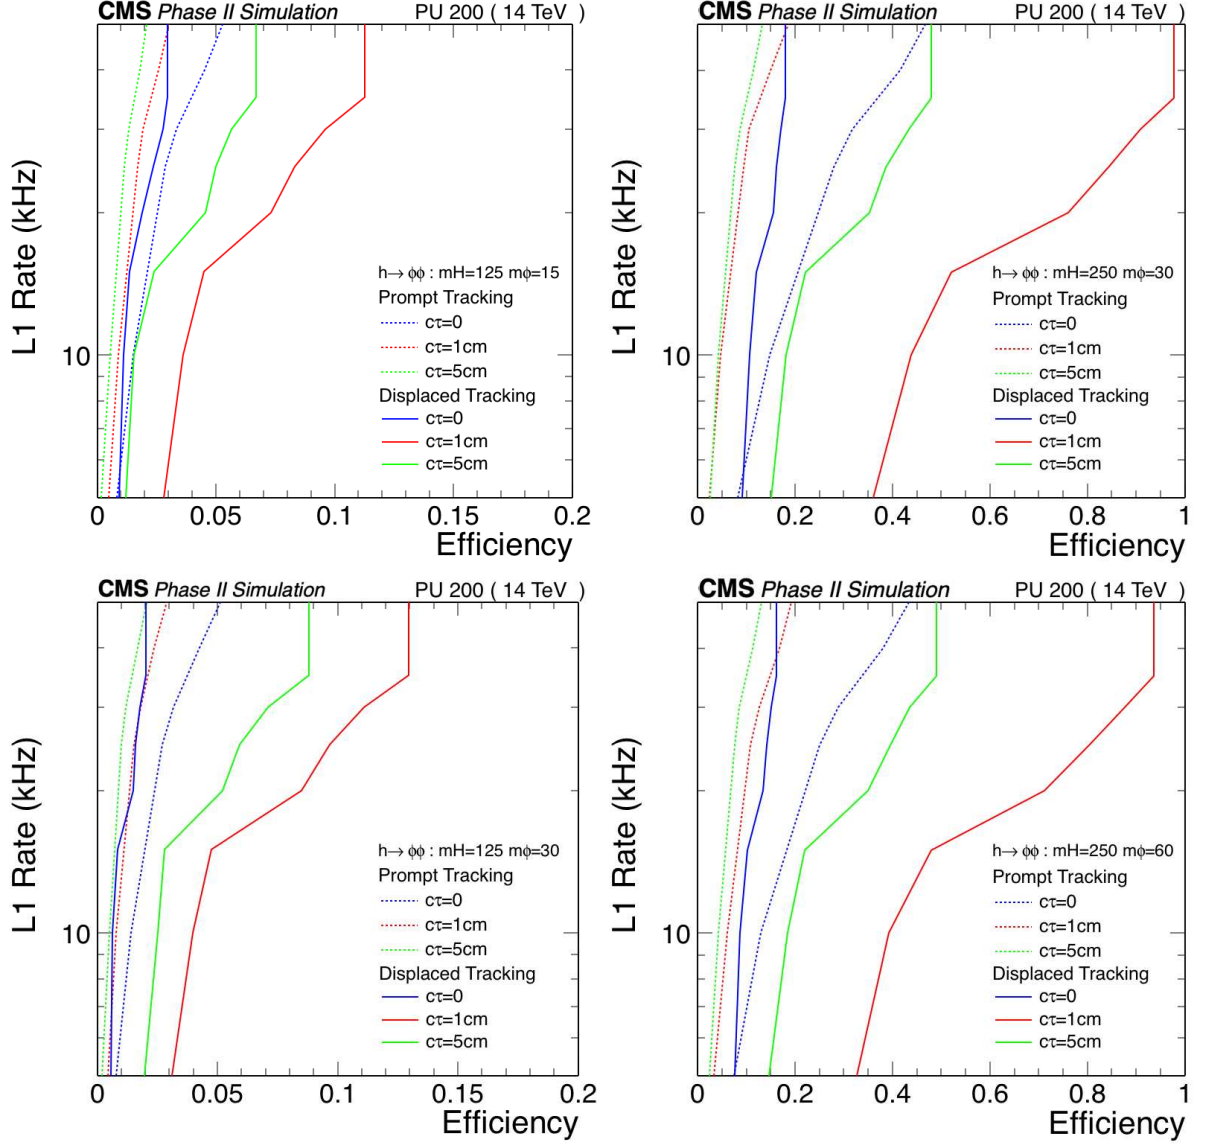 CMS Phase II Simulation PU 200 ( 14 TeV )
L1 Rate (kHz)
10
h→ φφ : mH=125 mφ=15
Prompt Tracking
cτ=0
cτ=1cm
cτ=5cm
Displaced Tracking
cτ=0
cτ=1cm
cτ=5cm
0 0.05 0.1 0.15 0.2
Efficiency
CMS Phase II Simulation PU 200 ( 14 TeV )
L1 Rate (kHz)
10
h→ φφ : mH=250 mφ=30
Prompt Tracking
cτ=0
cτ=1cm
cτ=5cm
Displaced Tracking
cτ=0
cτ=1cm
cτ=5cm
0 0.2 0.4 0.6 0.8 1
Efficiency
CMS Phase II Simulation PU 200 ( 14 TeV )
L1 Rate (kHz)
10
h→ φφ : mH=125 mφ=30
Prompt Tracking
cτ=0
cτ=1cm
cτ=5cm
Displaced Tracking
cτ=0
cτ=1cm
cτ=5cm
0 0.05 0.1 0.15 0.2
Efficiency
CMS Phase II Simulation PU 200 ( 14 TeV )
L1 Rate (kHz)
10
h→ φφ : mH=250 mφ=60
Prompt Tracking
cτ=0
cτ=1cm
cτ=5cm
Displaced Tracking
cτ=0
cτ=1cm
cτ=5cm
0 0.2 0.4 0.6 0.8 1
Efficiency